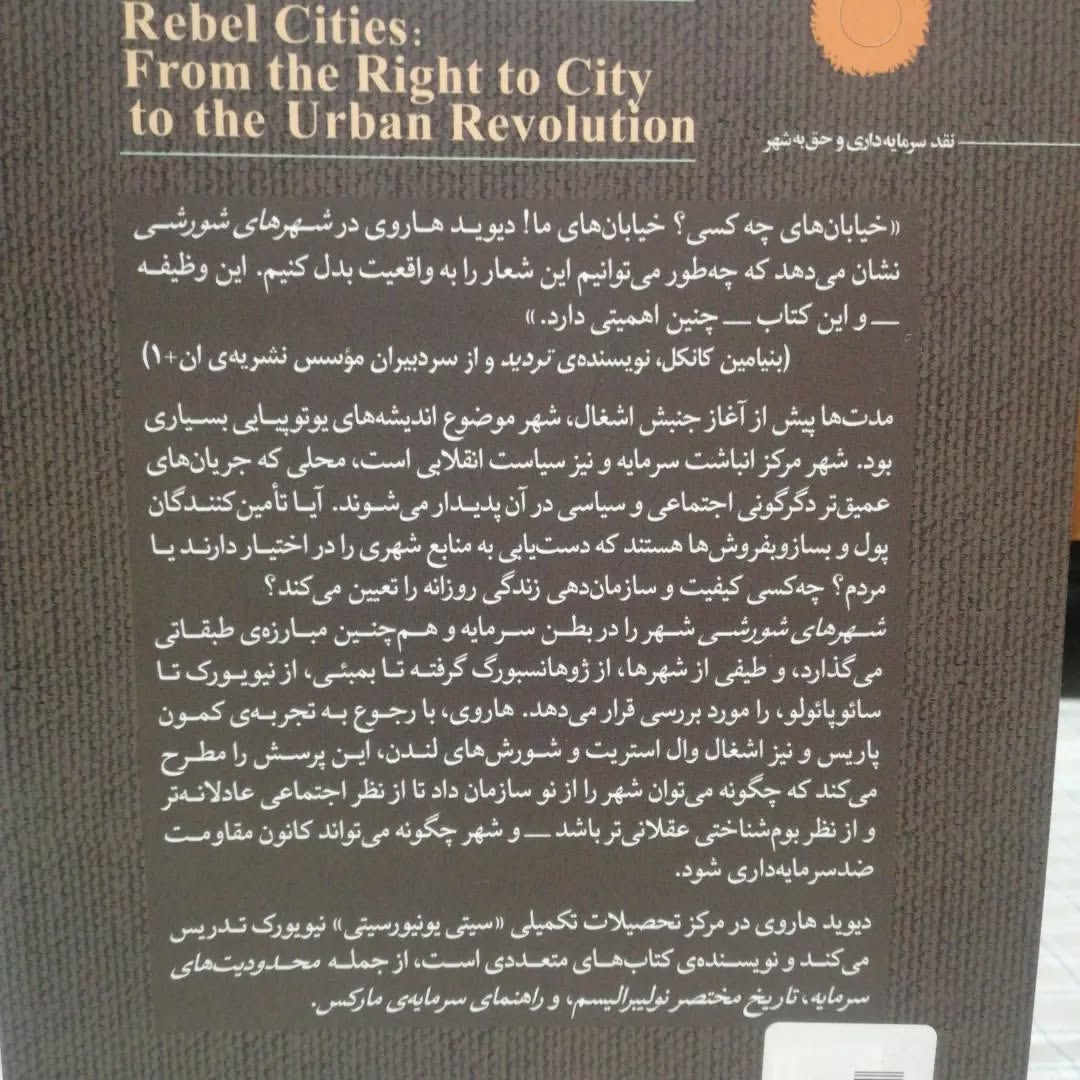 Rebel Cities:
From the Right to City
to the Urban Revolution
نقد سرمایه‌داری و حق به شهر
«خیابان‌های چه کسی؟ خیابان‌های ما! دیوید هاروی در شهرهای شورشی
نشان می‌دهد که چه‌طور می‌توانیم این شعار را به واقعیت بدل کنیم. این وظیفه
— و این کتاب — چنین اهمیتی دارد.»
(بنیامین کانکل، نویسنده‌ی تردید و از سردبیران مؤسس نشریه‌ی ان+۱)
مدت‌ها پیش از آغاز جنبش اشغال، شهر موضوع اندیشه‌های یوتوپیایی بسیاری
بود. شهر مرکز انباشت سرمایه و نیز سیاست انقلابی است، محلی که جریان‌های
عمیق‌تر دگرگونی اجتماعی و سیاسی در آن پدیدار می‌شوند. آیا تأمین‌کنندگان
پول و بسازوبفروش‌ها هستند که دست‌یابی به منابع شهری را در اختیار دارند یا
مردم؟ چه‌کسی کیفیت و سازمان‌دهی زندگی روزانه را تعیین می‌کند؟
شهرهای شورشی شهر را در بطن سرمایه و هم‌چنین مبارزه‌ی طبقاتی
می‌گذارد، و طیفی از شهرها، از ژوهانسبورگ گرفته تا بمبئی، از نیویورک تا
سائوپائولو، را مورد بررسی قرار می‌دهد. هاروی، با رجوع به تجربه‌ی کمون
پاریس و نیز اشغال وال استریت و شورش‌های لندن، این پرسش را مطرح
می‌کند که چگونه می‌توان شهر را از نو سازمان داد تا از نظر اجتماعی عادلانه‌تر
و از نظر بوم‌شناختی عقلانی‌تر باشد — و شهر چگونه می‌تواند کانون مقاومت
ضدسرمایه‌داری شود.
دیوید هاروی در مرکز تحصیلات تکمیلی «سیتی یونیورسیتی» نیویورک تدریس
می‌کند و نویسنده‌ی کتاب‌های متعددی است، از جمله محدودیت‌های
سرمایه، تاریخ مختصر نولیبرالیسم، و راهنمای سرمایه‌ی مارکس.